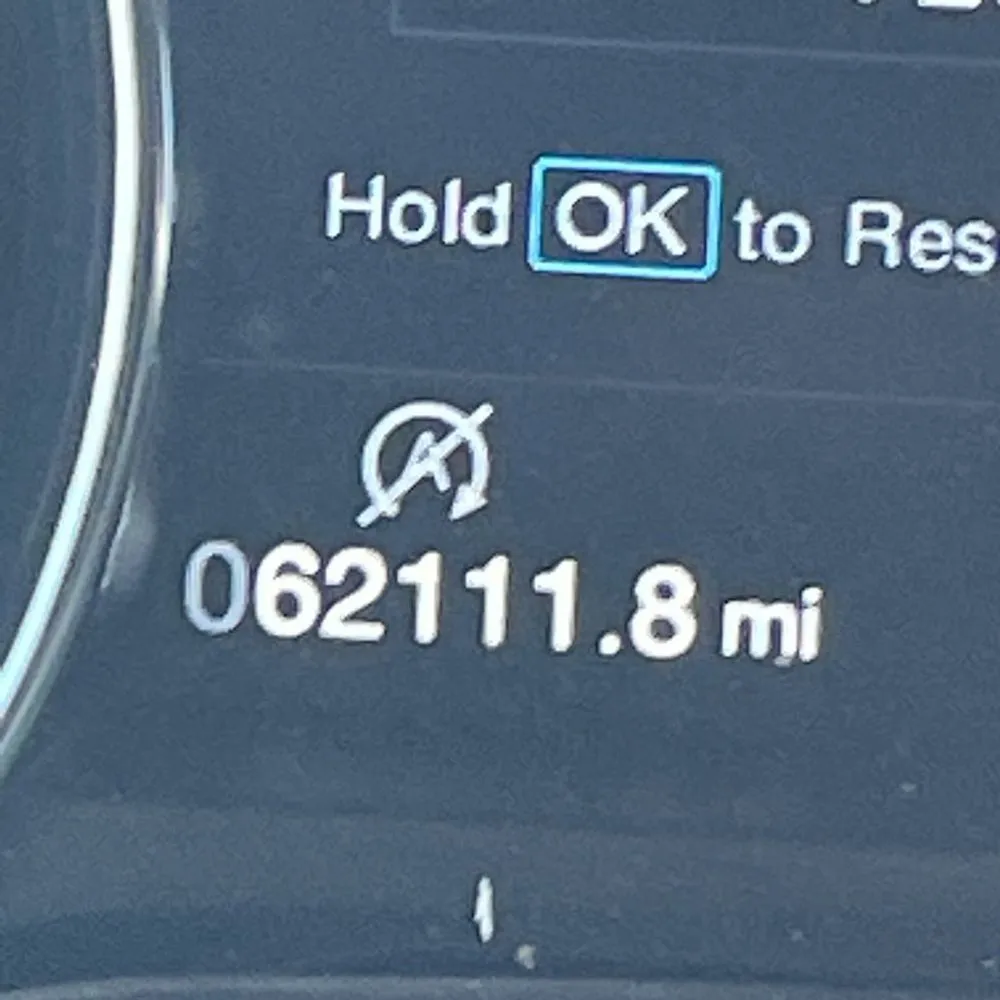 Hold OK to Res
062111.8 mi